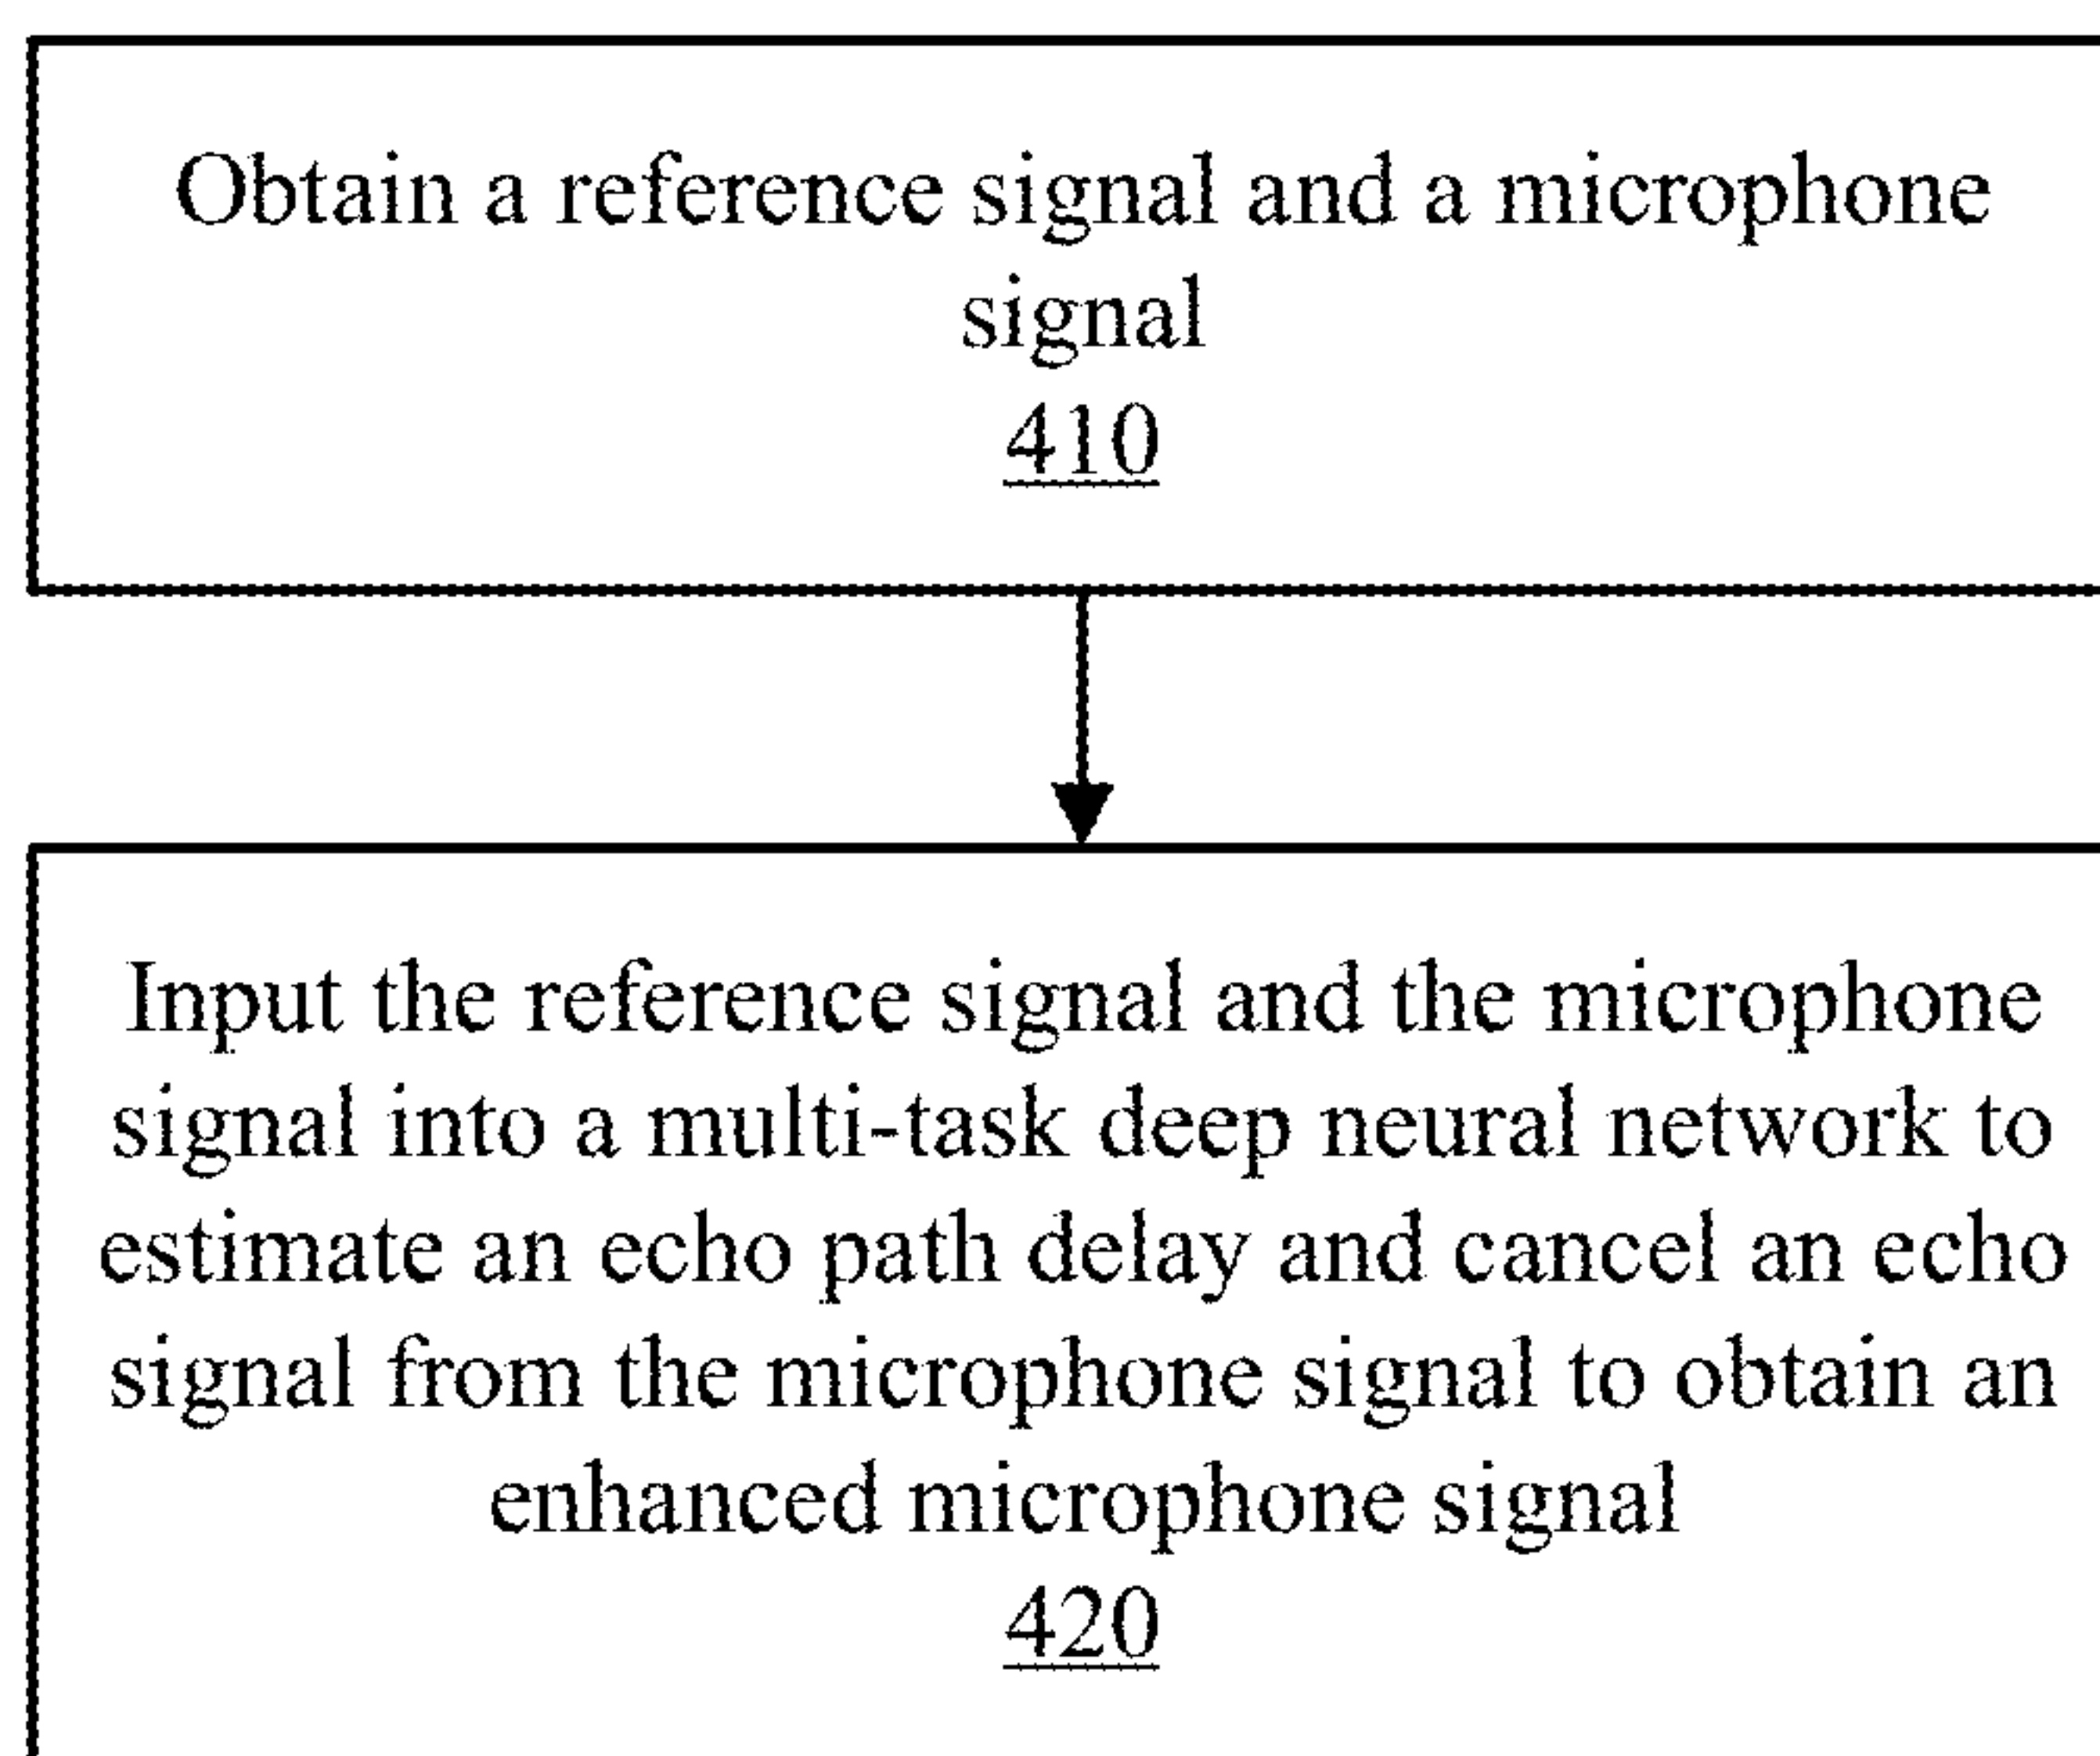 Obtain a reference signal and a microphone
signal
410
Input the reference signal and the microphone
signal into a multi-task deep neural network to
estimate an echo path delay and cancel an echo
signal from the microphone signal to obtain an
enhanced microphone signal
420